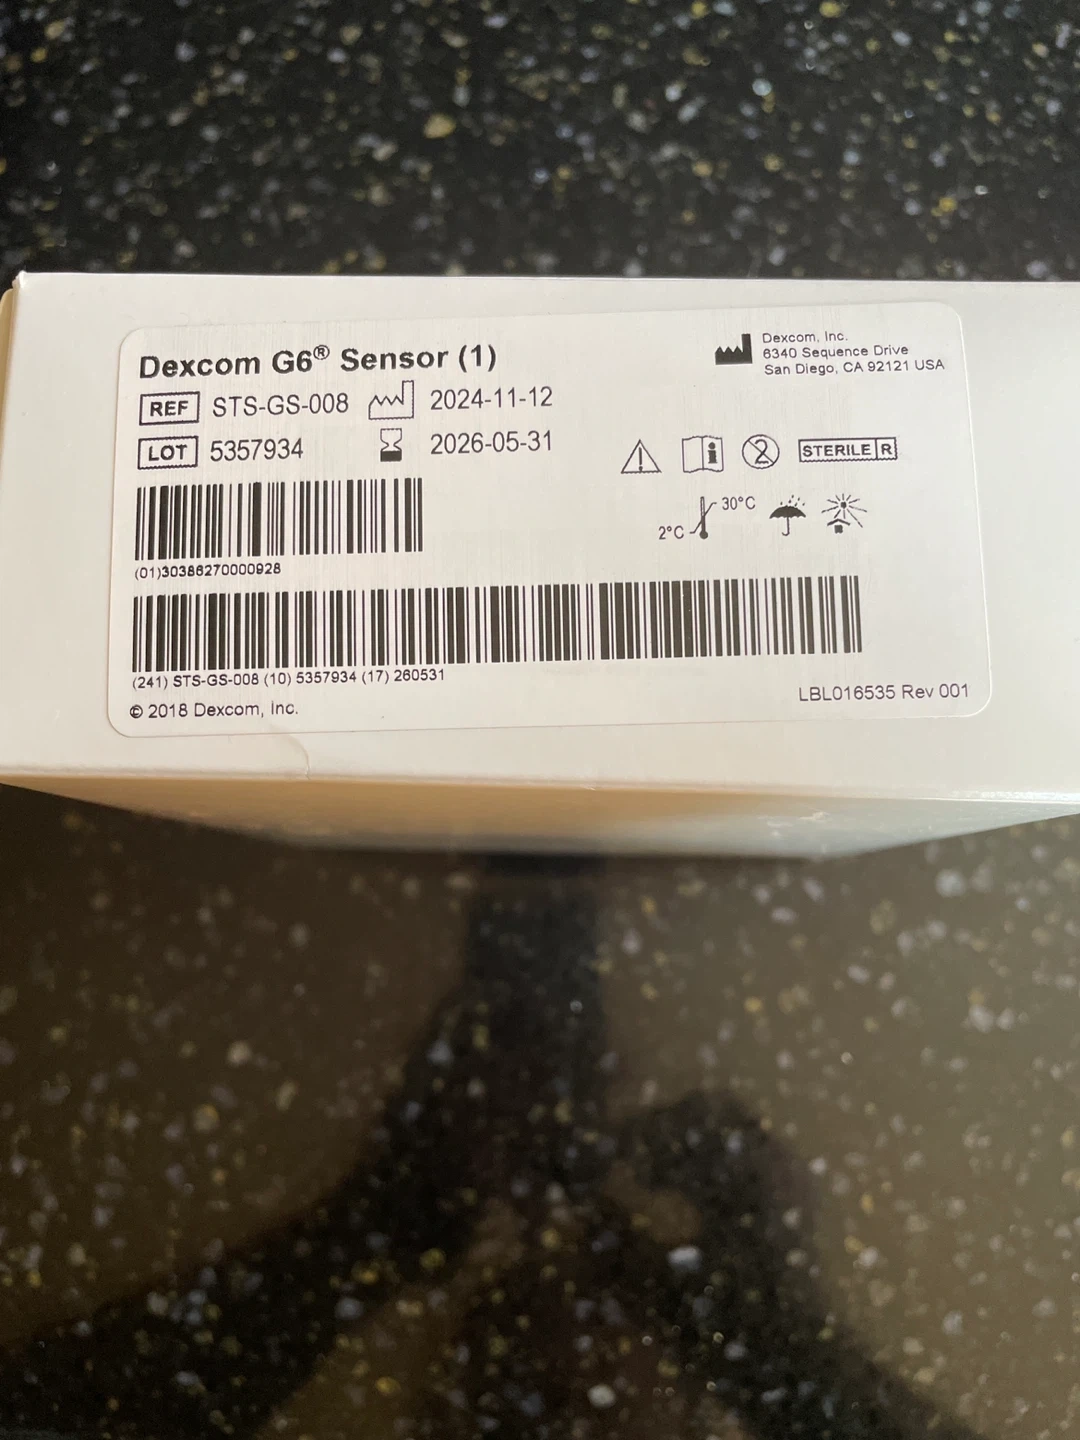 Dexcom G6® Sensor (1)
REF STS-GS-008 2024-11-12
LOT 5357934 2026-05-31
Dexcom, Inc.
6340 Sequence Drive
San Diego, CA 92121 USA
2
STERILE R
30°C
2°C
(01)30386270000928
(241) STS-GS-008 (10) 5357934 (17) 260531
© 2018 Dexcom, Inc.
LBL016535 Rev 001